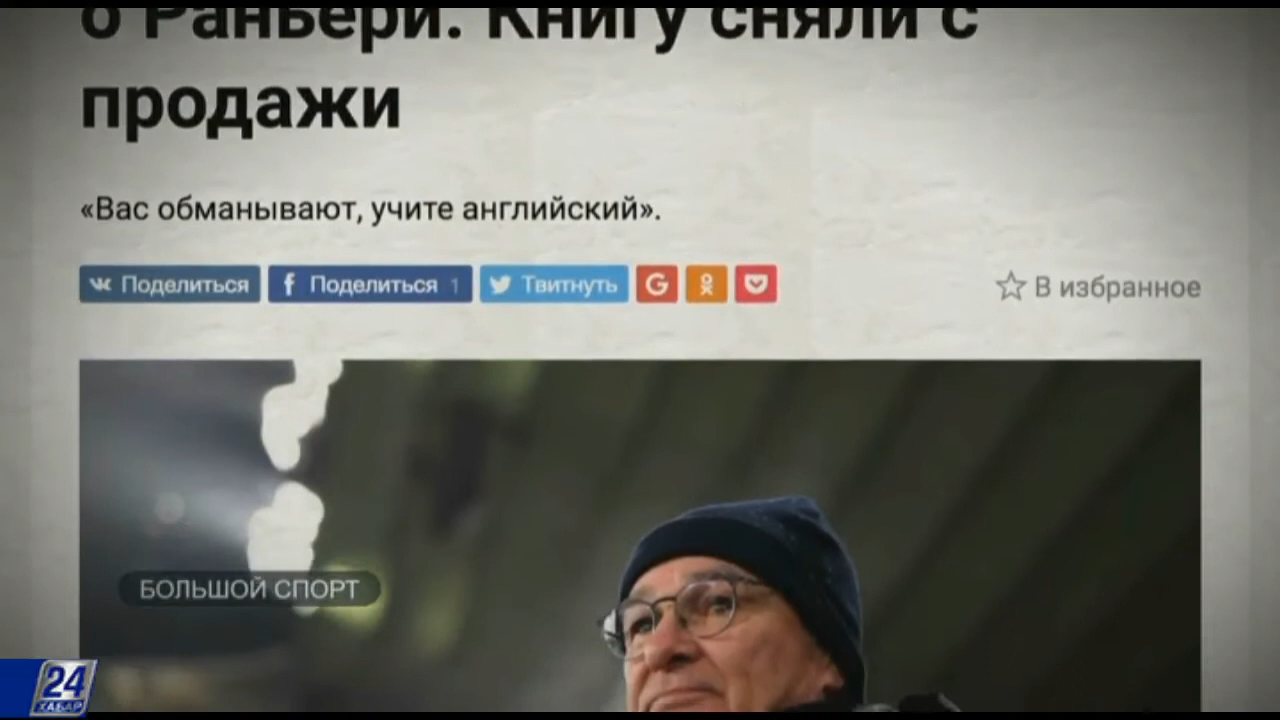 о Раньери. Книгу сняли с
продажи
«Вас обманывают, учите английский».
Поделиться
Поделиться 1
Твитнуть
В избранное
БОЛЬШОЙ СПОРТ
24
ХАБАР